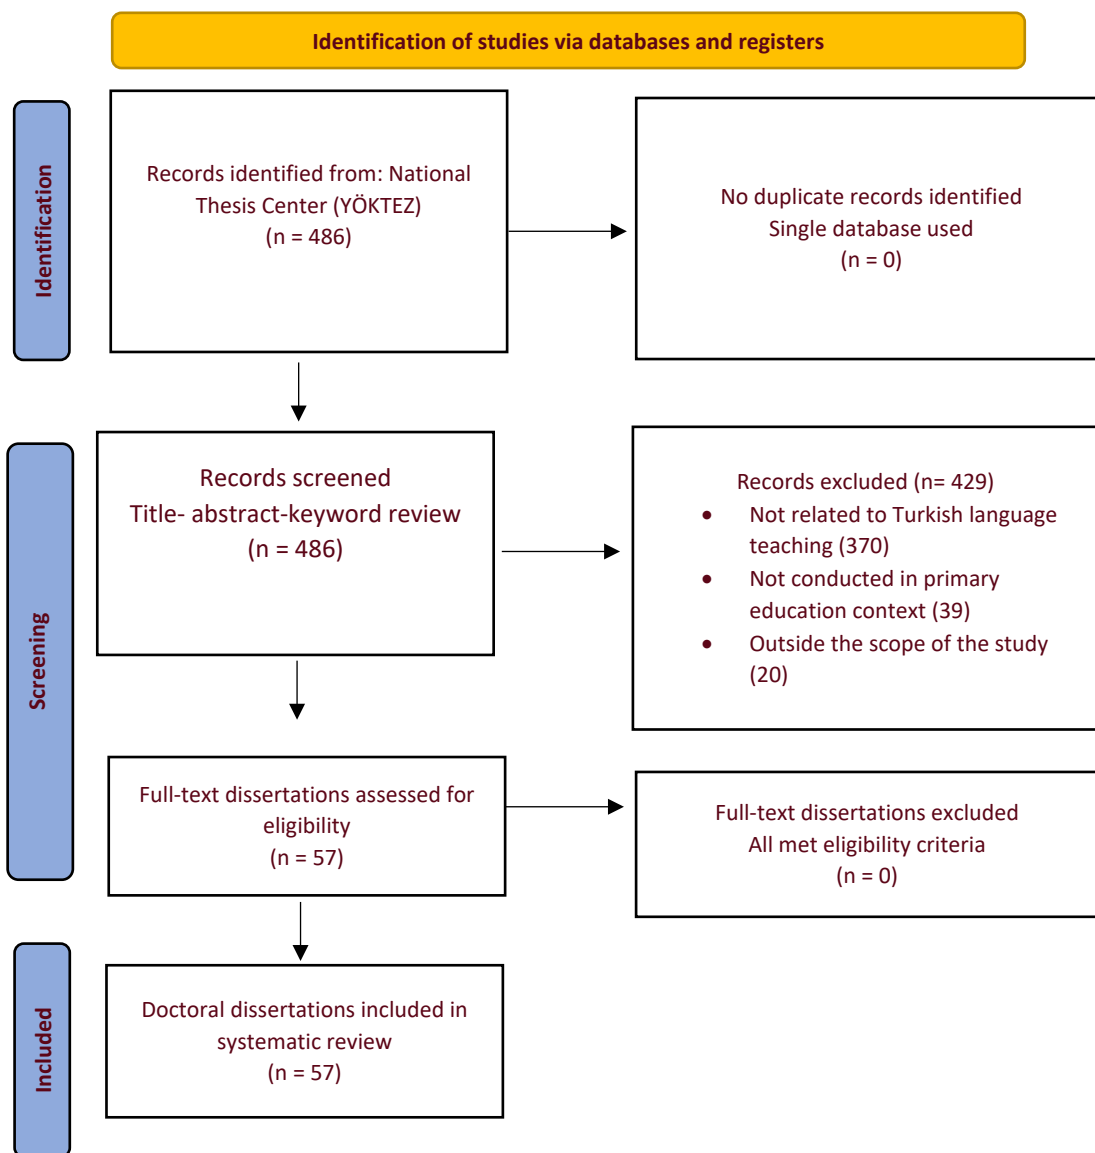 Identification of studies via databases and registers
Identification
Records identified from: National
Thesis Center (YÖKTEZ)
(n = 486)
No duplicate records identified
Single database used
(n = 0)
Screening
Records screened
Title- abstract-keyword review
(n = 486)
Records excluded (n= 429)
• Not related to Turkish language
teaching (370)
• Not conducted in primary
education context (39)
• Outside the scope of the study
(20)
Full-text dissertations assessed for
eligibility
(n = 57)
Full-text dissertations excluded
All met eligibility criteria
(n = 0)
Included
Doctoral dissertations included in
systematic review
(n = 57)